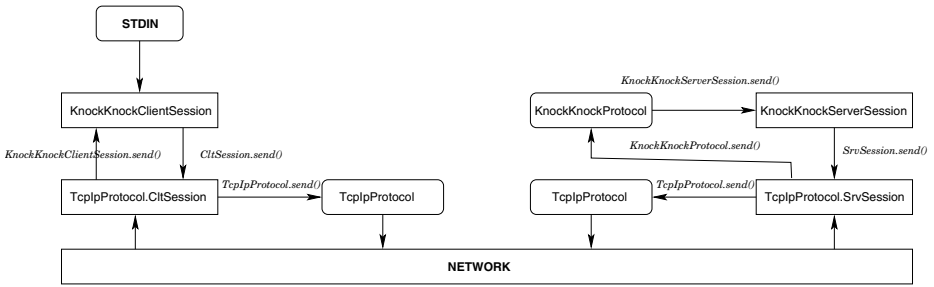 STDIN
KnockKnockServerSession.send()
KnockKnockClientSession
KnockKnockProtocol
KnockKnockServerSession
KnockKnockClientSession.send()
CltSession.send()
KnockKnockProtocol.send()
SrvSession.send()
TcpIpProtocol.send()
TcpIpProtocol.send()
TcpIpProtocol.CltSession
TcpIpProtocol
TcpIpProtocol
TcpIpProtocol.SrvSession
NETWORK